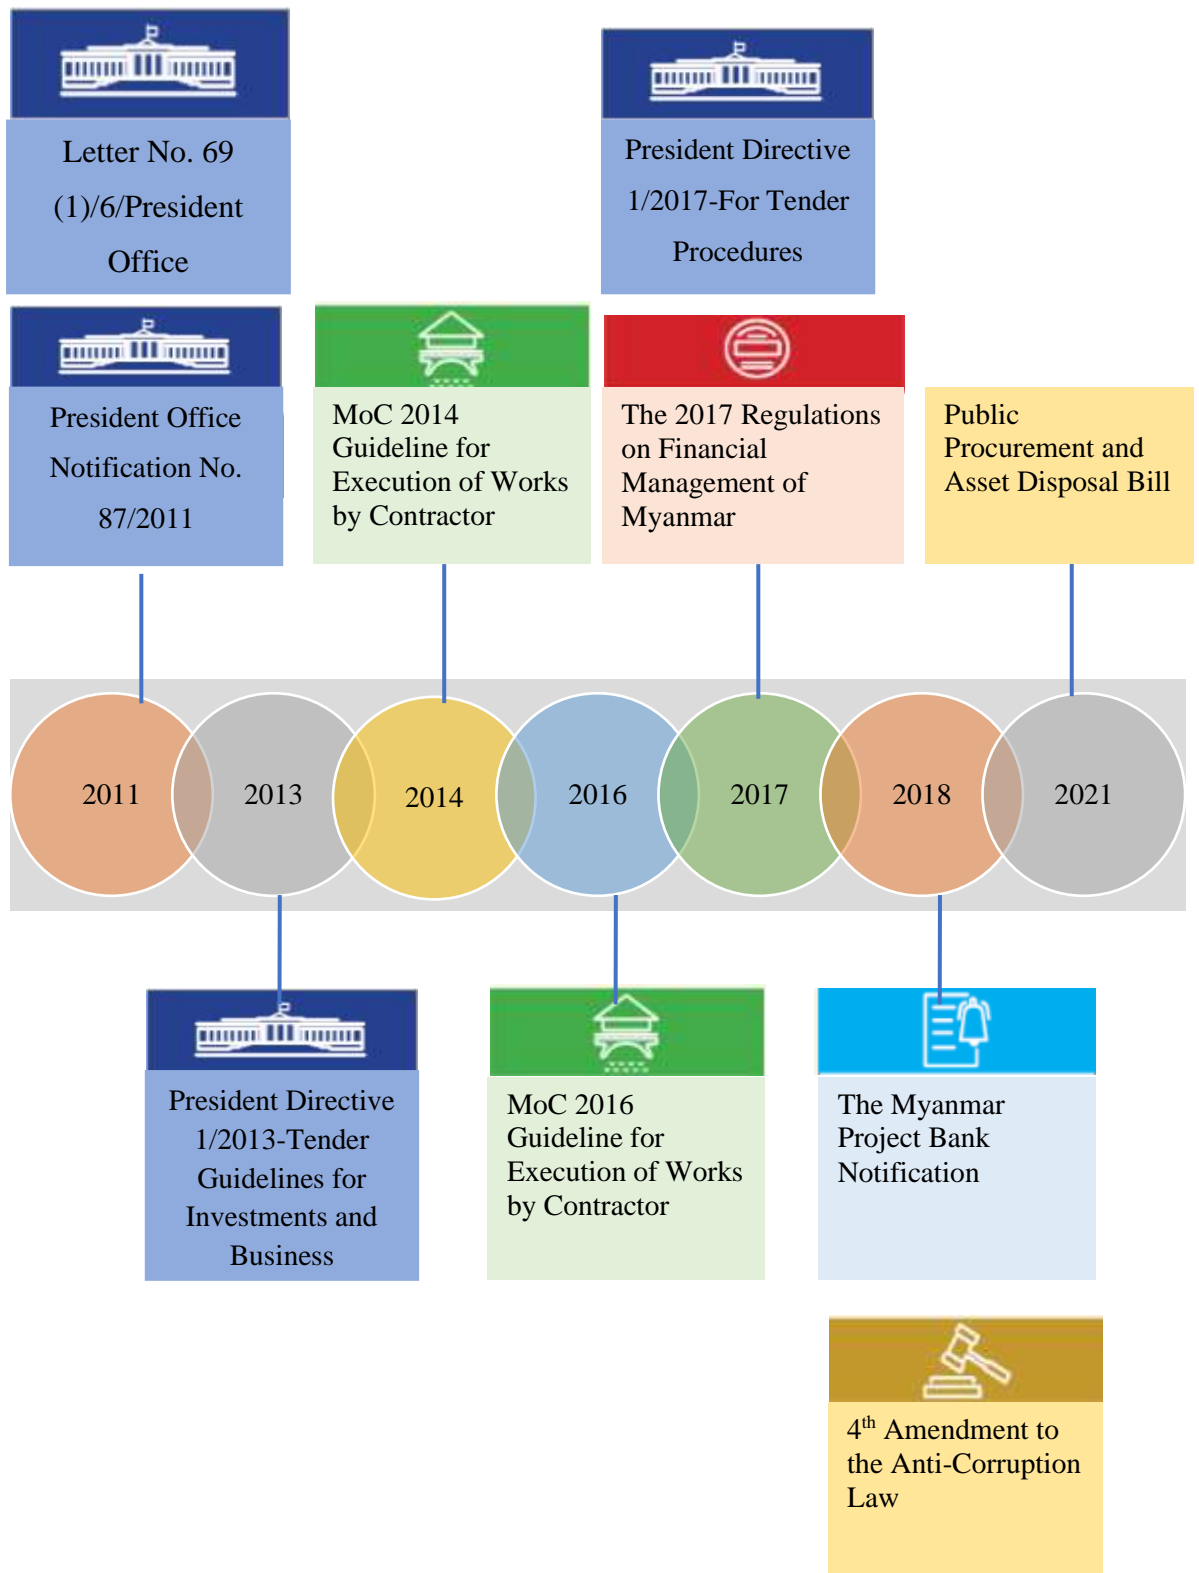 Letter No. 69
(1)/6/President
Office
President Directive
1/2017-For Tender
Procedures
President Office
Notification No.
87/2011
MoC 2014
Guideline for
Execution of Works
by Contractor
The 2017 Regulations
on Financial
Management of
Myanmar
Public
Procurement and
Asset Disposal Bill
2011
2013
2014
2016
2017
2018
2021
President Directive
1/2013-Tender
Guidelines for
Investments and
Business
MoC 2016
Guideline for
Execution of Works
by Contractor
The Myanmar
Project Bank
Notification
4th Amendment to
the Anti-Corruption
Law